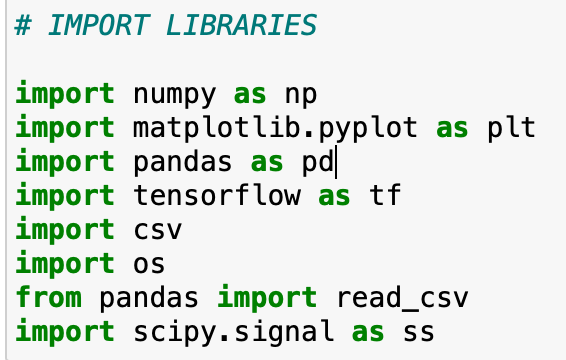 # IMPORT LIBRARIES
import numpy as np
import matplotlib.pyplot as plt
import pandas as pd
import tensorflow as tf
import csv
import os
from pandas import read_csv
import scipy.signal as ss